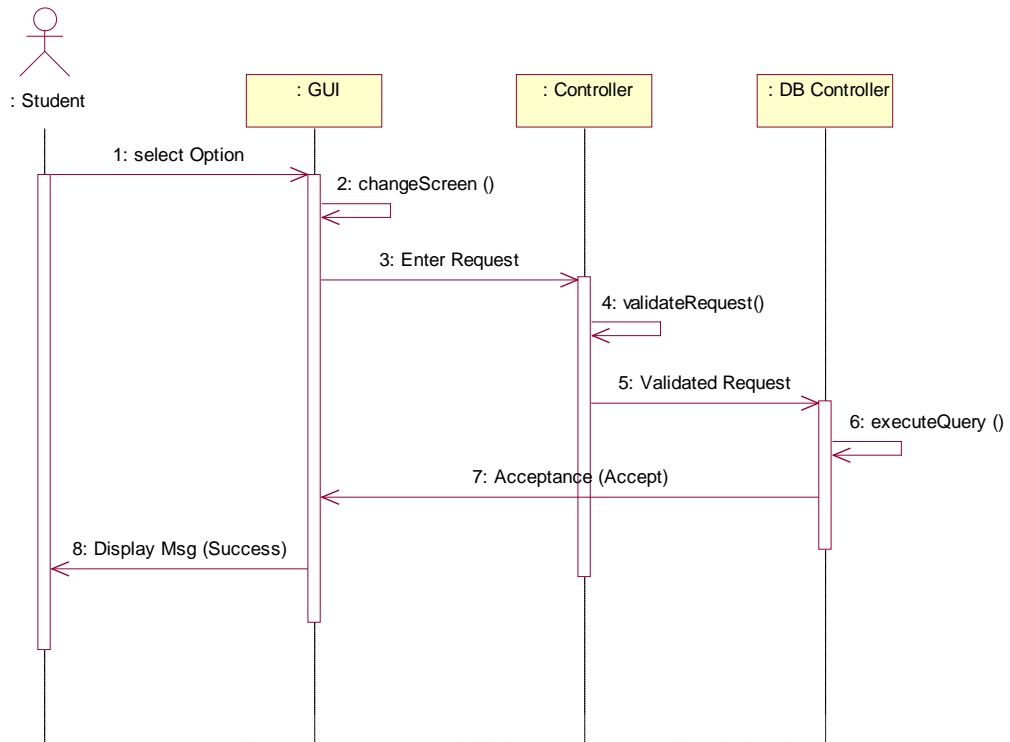 : Student
: GUI
: Controller
: DB Controller
1: select Option
2: changeScreen ()
3: Enter Request
4: validateRequest()
5: Validated Request
6: executeQuery ()
7: Acceptance (Accept)
8: Display Msg (Success)